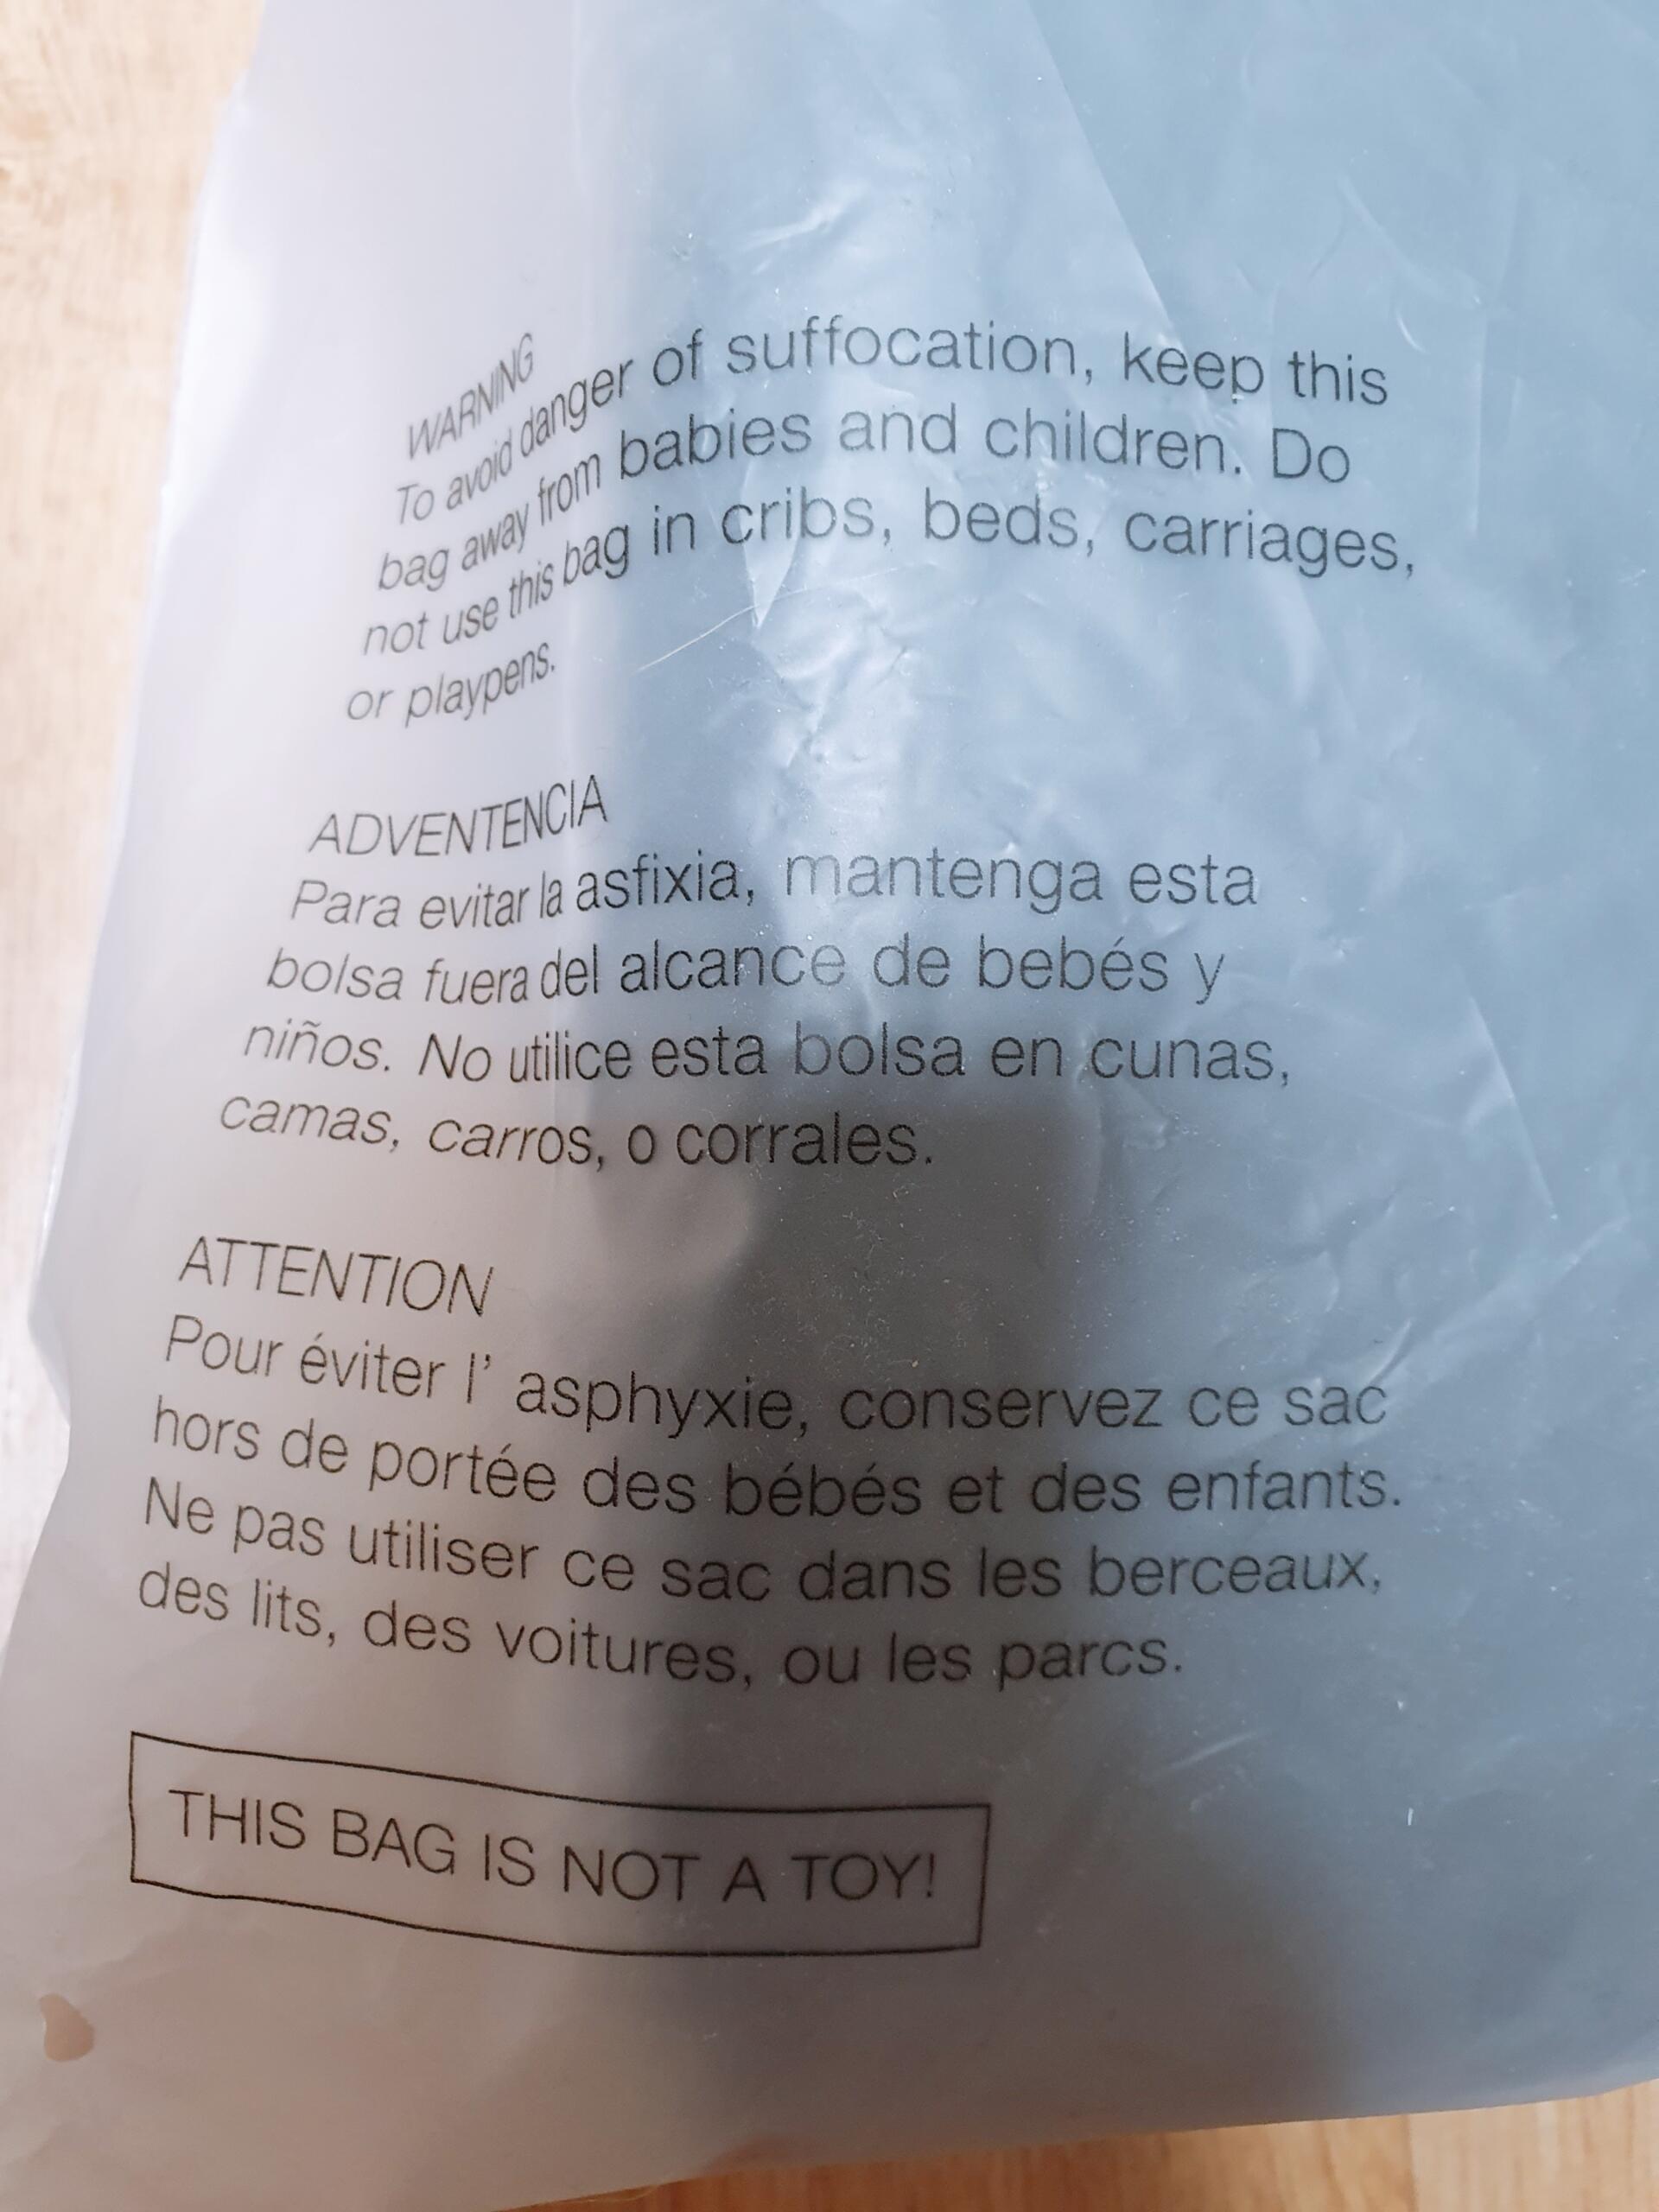 WARNING
To avoid danger of suffocation, keep this
bag away from babies and children. Do
not use this bag in cribs, beds, carriages,
or playpens.
ADVENTENCIA
Para evitar la asfixia, mantenga esta
bolsa fuera del alcance de bebés y
niños. No utilice esta bolsa en cunas,
camas, carros, o corrales.
ATTENTION
Pour éviter l' asphyxie, conservez ce sac
hors de portée des bébés et des enfants.
Ne pas utiliser ce sac dans les berceaux,
des lits, des voitures, ou les parcs.
THIS BAG IS NOT A TOY!